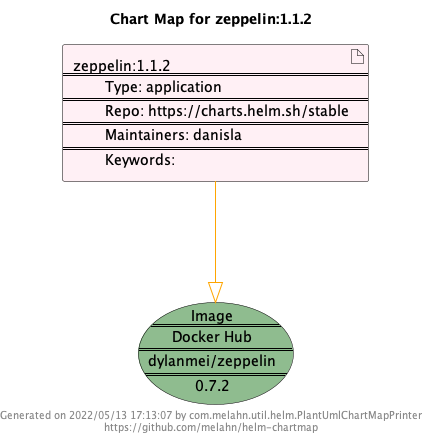 Chart Map for zeppelin:1.1.2
zeppelin:1.1.2
Type: application
Repo: https://charts.helm.sh/stable
Maintainers: danisla
Keywords:
Image
Docker Hub
dylanmei/zeppelin
0.7.2
Generated on 2022/05/13 17:13:07 by com.melahn.util.helm.PlantUmlChartMapPrinter
https://github.com/melahn/helm-chartmap